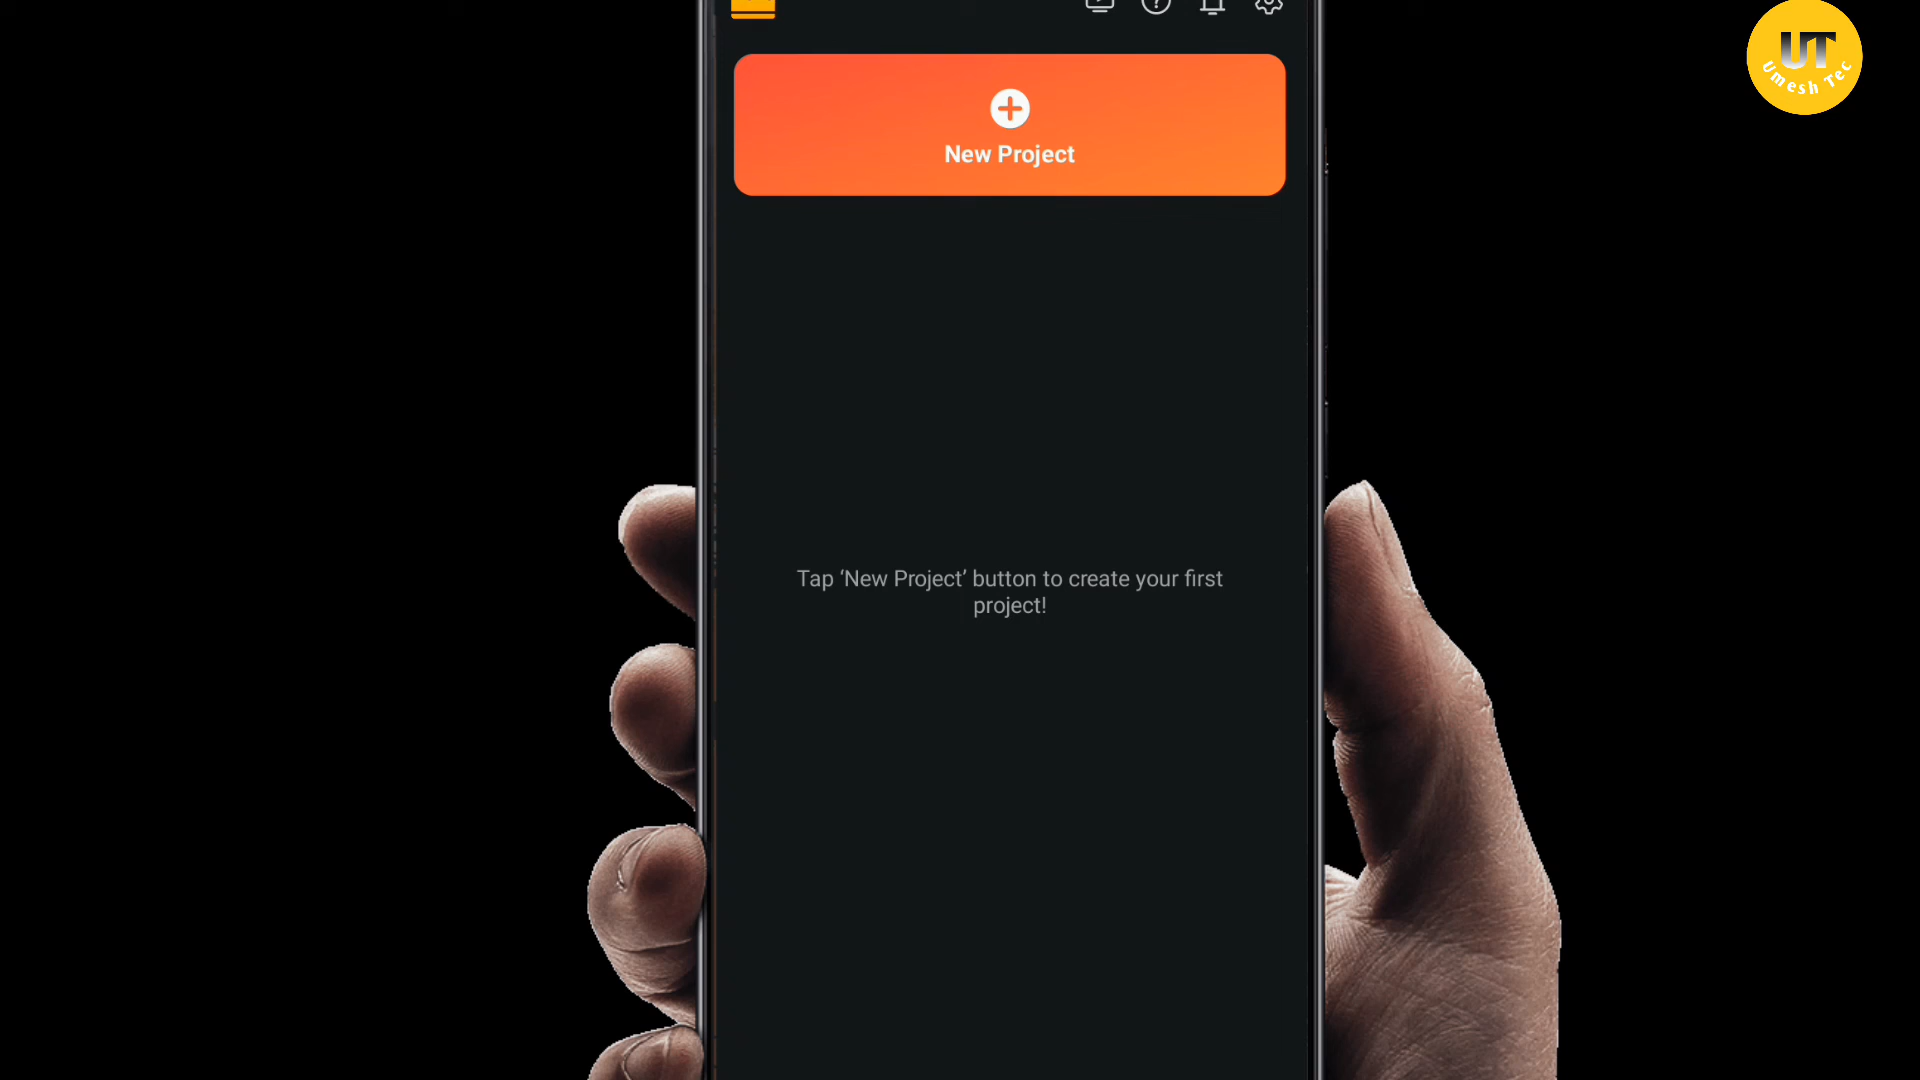 UT
Umesh Tec
New Project
Tap ‘New Project’ button to create your first
project!